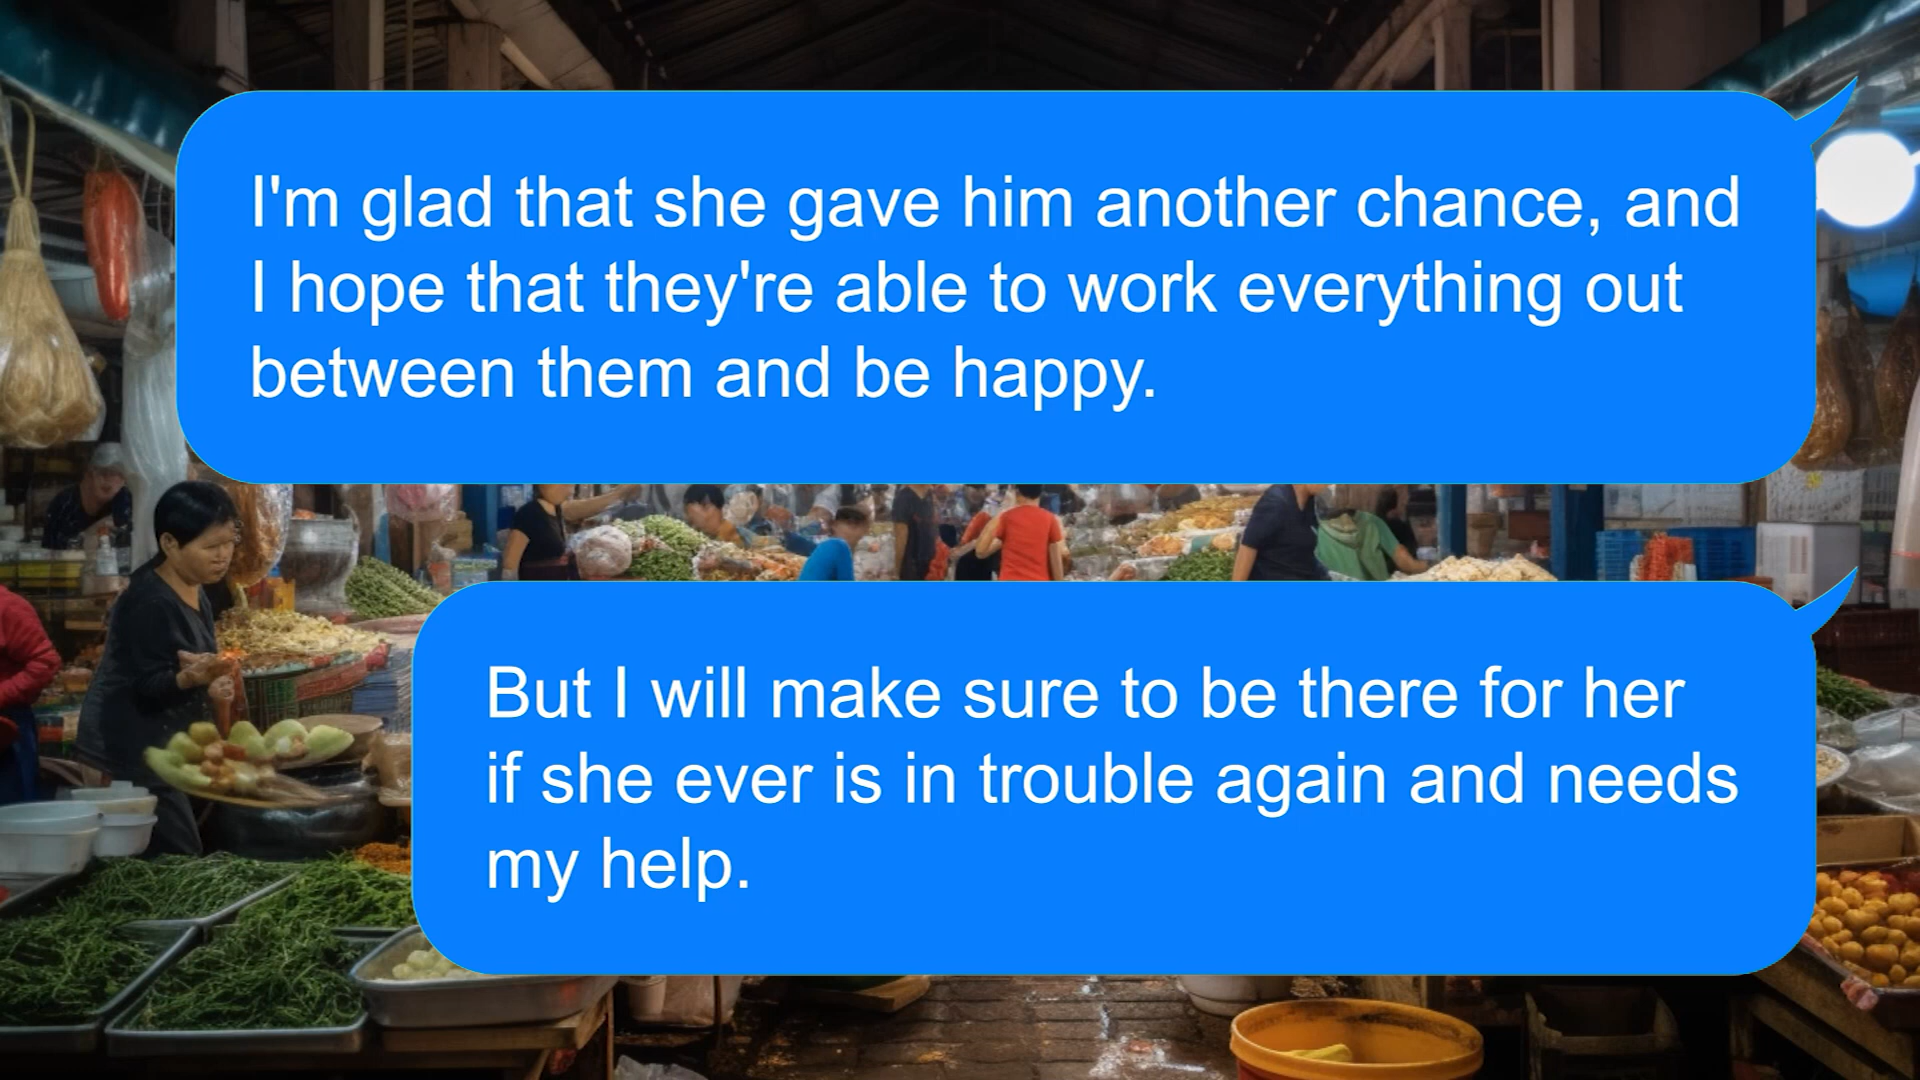 I'm glad that she gave him another chance, and
I hope that they're able to work everything out
between them and be happy.
But I will make sure to be there for her
if she ever is in trouble again and needs
my help.